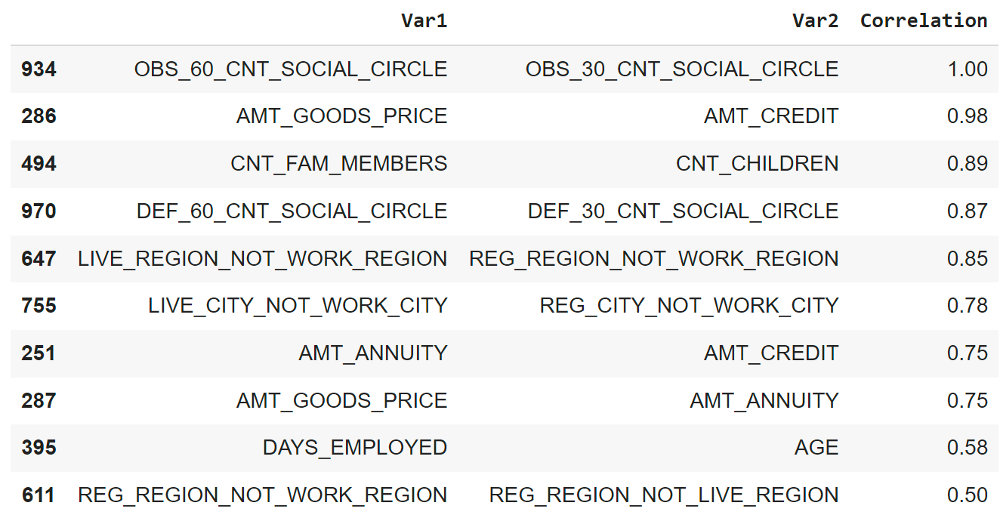 Var1 Var2 Correlation
934 OBS_60_CNT_SOCIAL_CIRCLE OBS_30_CNT_SOCIAL_CIRCLE 1.00
286 AMT_GOODS_PRICE AMT_CREDIT 0.98
494 CNT_FAM_MEMBERS CNT_CHILDREN 0.89
970 DEF_60_CNT_SOCIAL_CIRCLE DEF_30_CNT_SOCIAL_CIRCLE 0.87
647 LIVE_REGION_NOT_WORK_REGION REG_REGION_NOT_WORK_REGION 0.85
755 LIVE_CITY_NOT_WORK_CITY REG_CITY_NOT_WORK_CITY 0.78
251 AMT_ANNUITY AMT_CREDIT 0.75
287 AMT_GOODS_PRICE AMT_ANNUITY 0.75
395 DAYS_EMPLOYED AGE 0.58
611 REG_REGION_NOT_WORK_REGION REG_REGION_NOT_LIVE_REGION 0.50